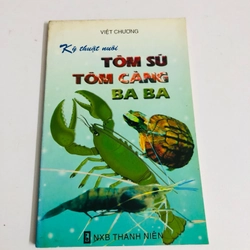 VIỆT CHƯƠNG
Kỹ thuật nuôi
TÔM SÚ
TÔM CÀNG
BA BA
NXB THANH NIÊN